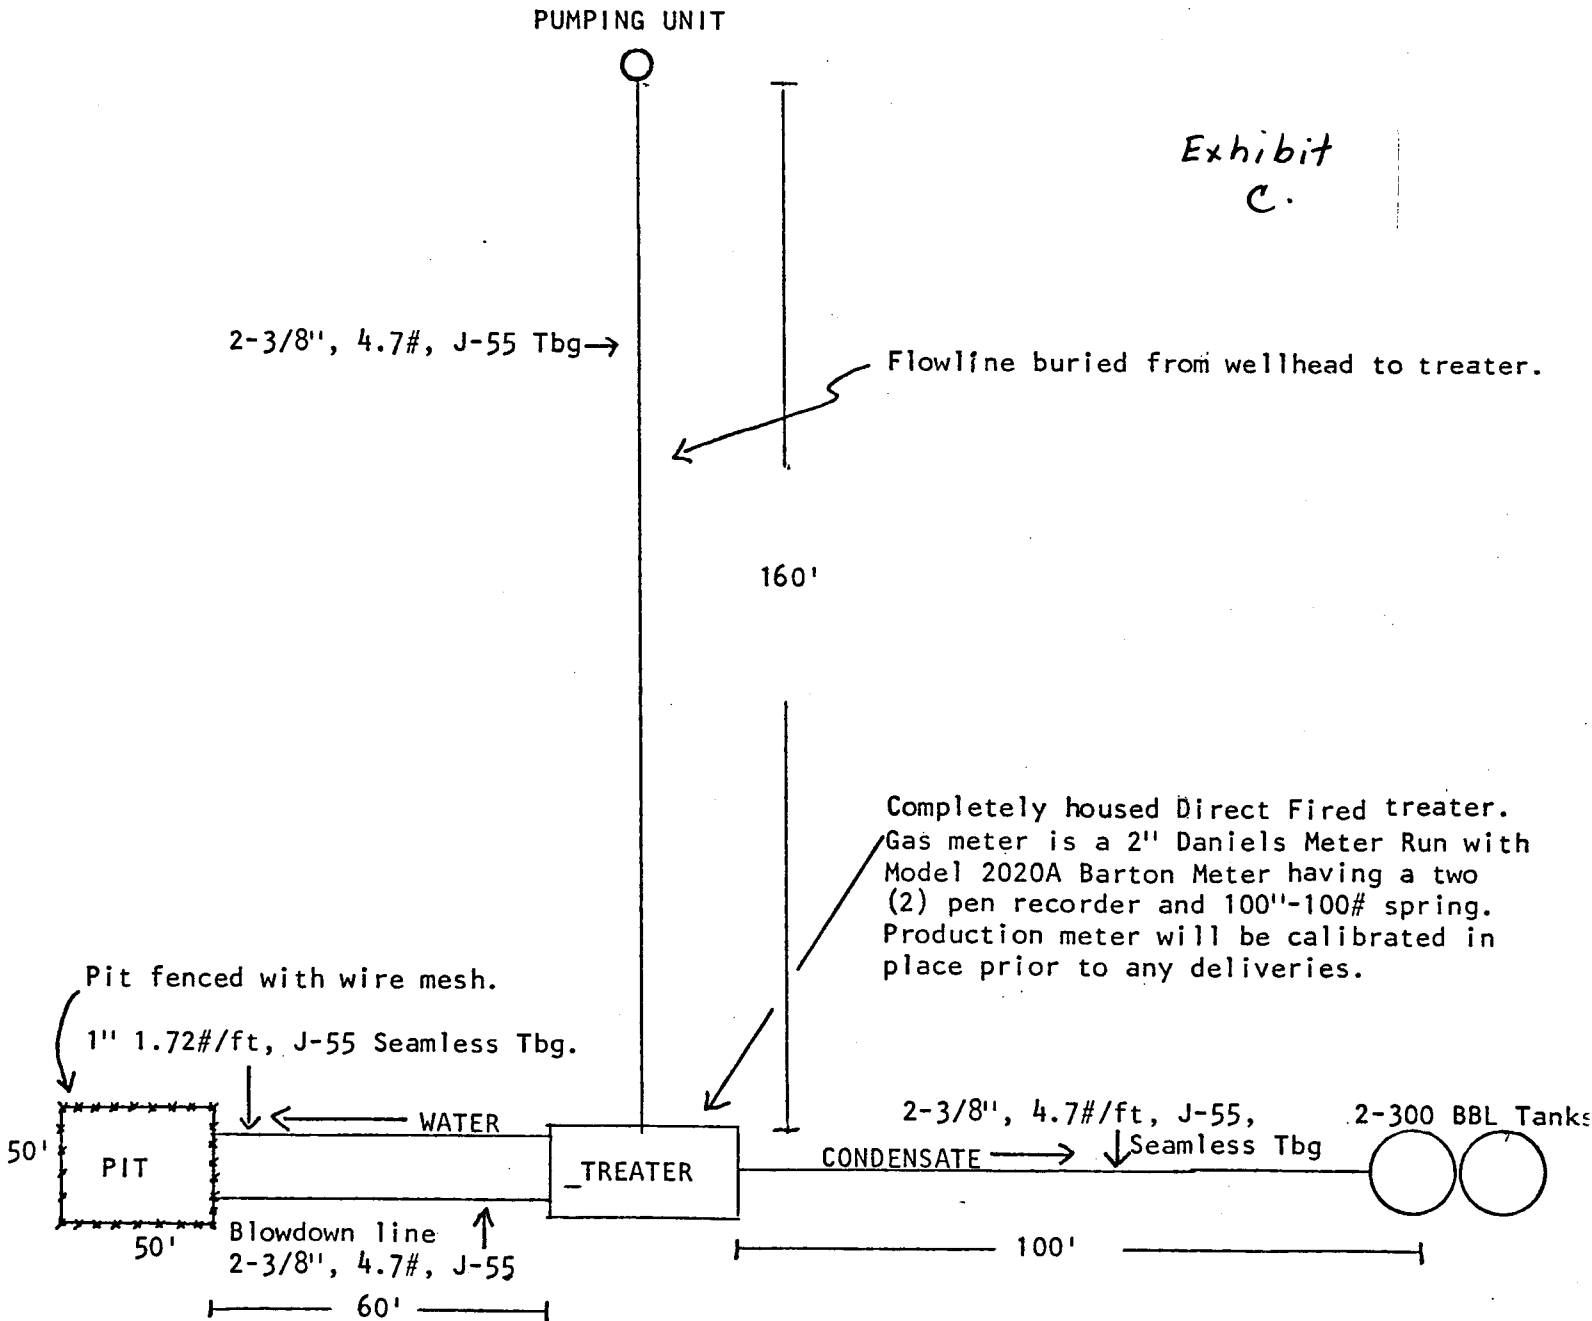 PUMPING UNIT
Exhibit
C.
2-3/8", 4.7#, J-55 Tbg
Flowline buried from wellhead to treater.
160'
Completely housed Direct Fired treater.
Gas meter is a 2" Daniels Meter Run with
Model 2020A Barton Meter having a two
(2) pen recorder and 100"-100# spring.
Production meter will be calibrated in
place prior to any deliveries.
Pit fenced with wire mesh.
1" 1.72#/ft, J-55 Seamless Tbg.
WATER
2-3/8", 4.7#/ft, J-55,
Seamless Tbg
2-300 BBL Tanks
50'
PIT
TREATER
CONDENSATE
50'
Blowdown line
2-3/8", 4.7#, J-55
100'
60'